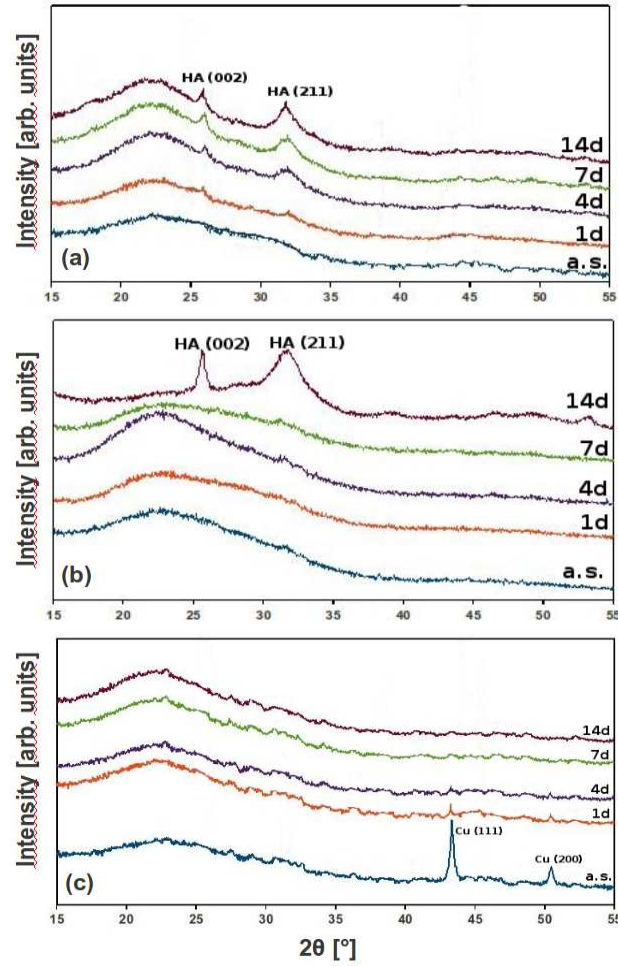 Intensity [arb. units]
HA (002)
HA (211)
14d
7d
4d
1d
a.s.
(a)
15 20 25 30 35 40 45 50 55
Intensity [arb. units]
HA (002)
HA (211)
14d
7d
4d
1d
a.s.
(b)
15 20 25 30 35 40 45 50 55
Intensity [arb. units]
14d
7d
4d
1d
Cu (111)
Cu (200)
a.s.
(c)
15 20 25 30 35 40 45 50 55
2θ [°]